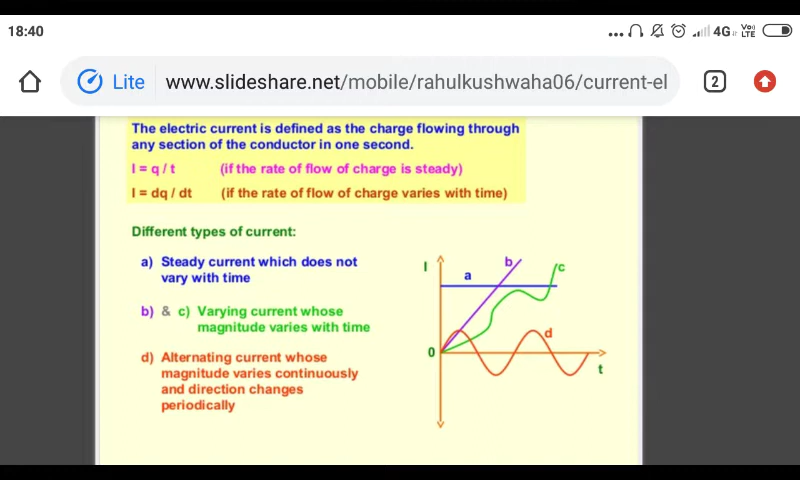 18:40
4G
Vo)) LTE
Lite www.slideshare.net/mobile/rahulkushwaha06/current-el
2
The electric current is defined as the charge flowing through
any section of the conductor in one second.
I = q / t (if the rate of flow of charge is steady)
I = dq / dt (if the rate of flow of charge varies with time)
Different types of current:
a) Steady current which does not
vary with time
b) & c) Varying current whose
magnitude varies with time
d) Alternating current whose
magnitude varies continuously
and direction changes
periodically
I
a
b
c
d
0
t